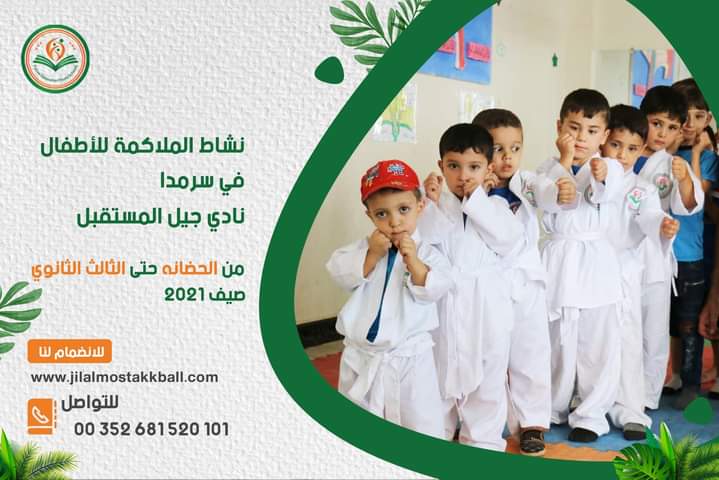 نشاط الملاكمة للأطفال
في سرمدا
نادي جيل المستقبل
من الحضانه حتى الثالث الثانوي
صيف 2021
للانضمام لنا
www.jilalmostakkball.com
للتواصل
00 352 681 520 101